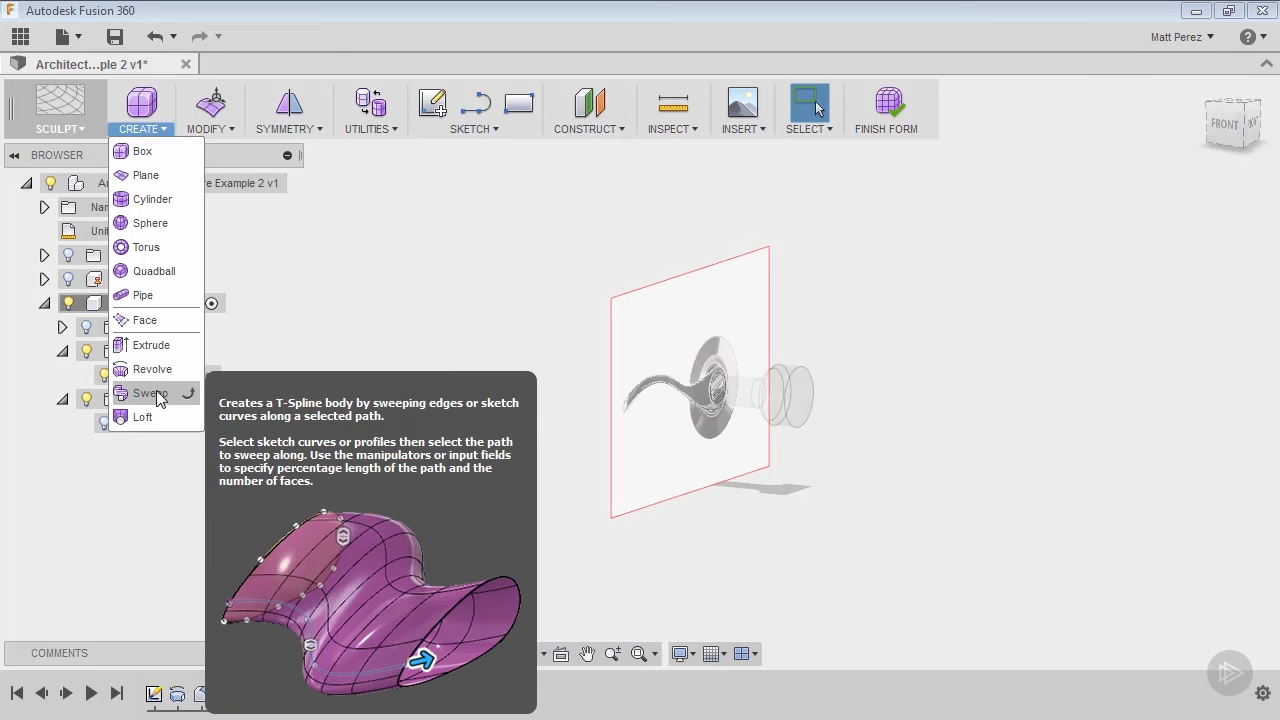 Autodesk Fusion 360
Matt Perez
Architect...ple 2 v1*
SCULPT
CREATE
MODIFY
SYMMETRY
UTILITIES
SKETCH
CONSTRUCT
INSPECT
INSERT
SELECT
FINISH FORM
FRONT
BROWSER
Box
Plane
Cylinder
Sphere
Torus
Quadball
Pipe
Face
Extrude
Revolve
Sweep
Loft
e Example 2 v1
Creates a T-Spline body by sweeping edges or sketch
curves along a selected path.
Select sketch curves or profiles then select the path
to sweep along. Use the manipulators or input fields
to specify percentage length of the path and the
number of faces.
COMMENTS